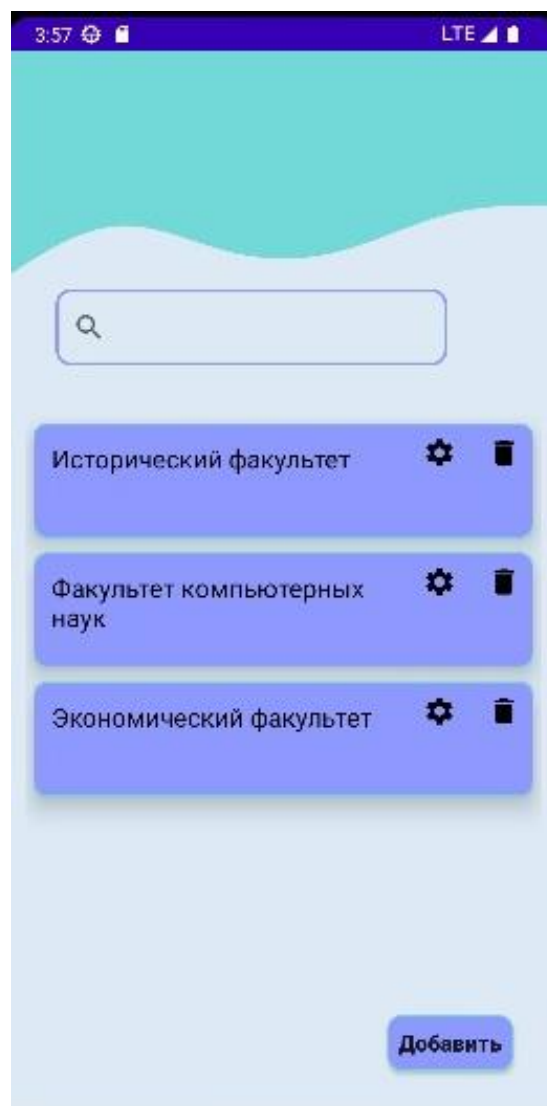 3:57 LTE
Исторический факультет
Факультет компьютерных
наук
Экономический факультет
Добавить